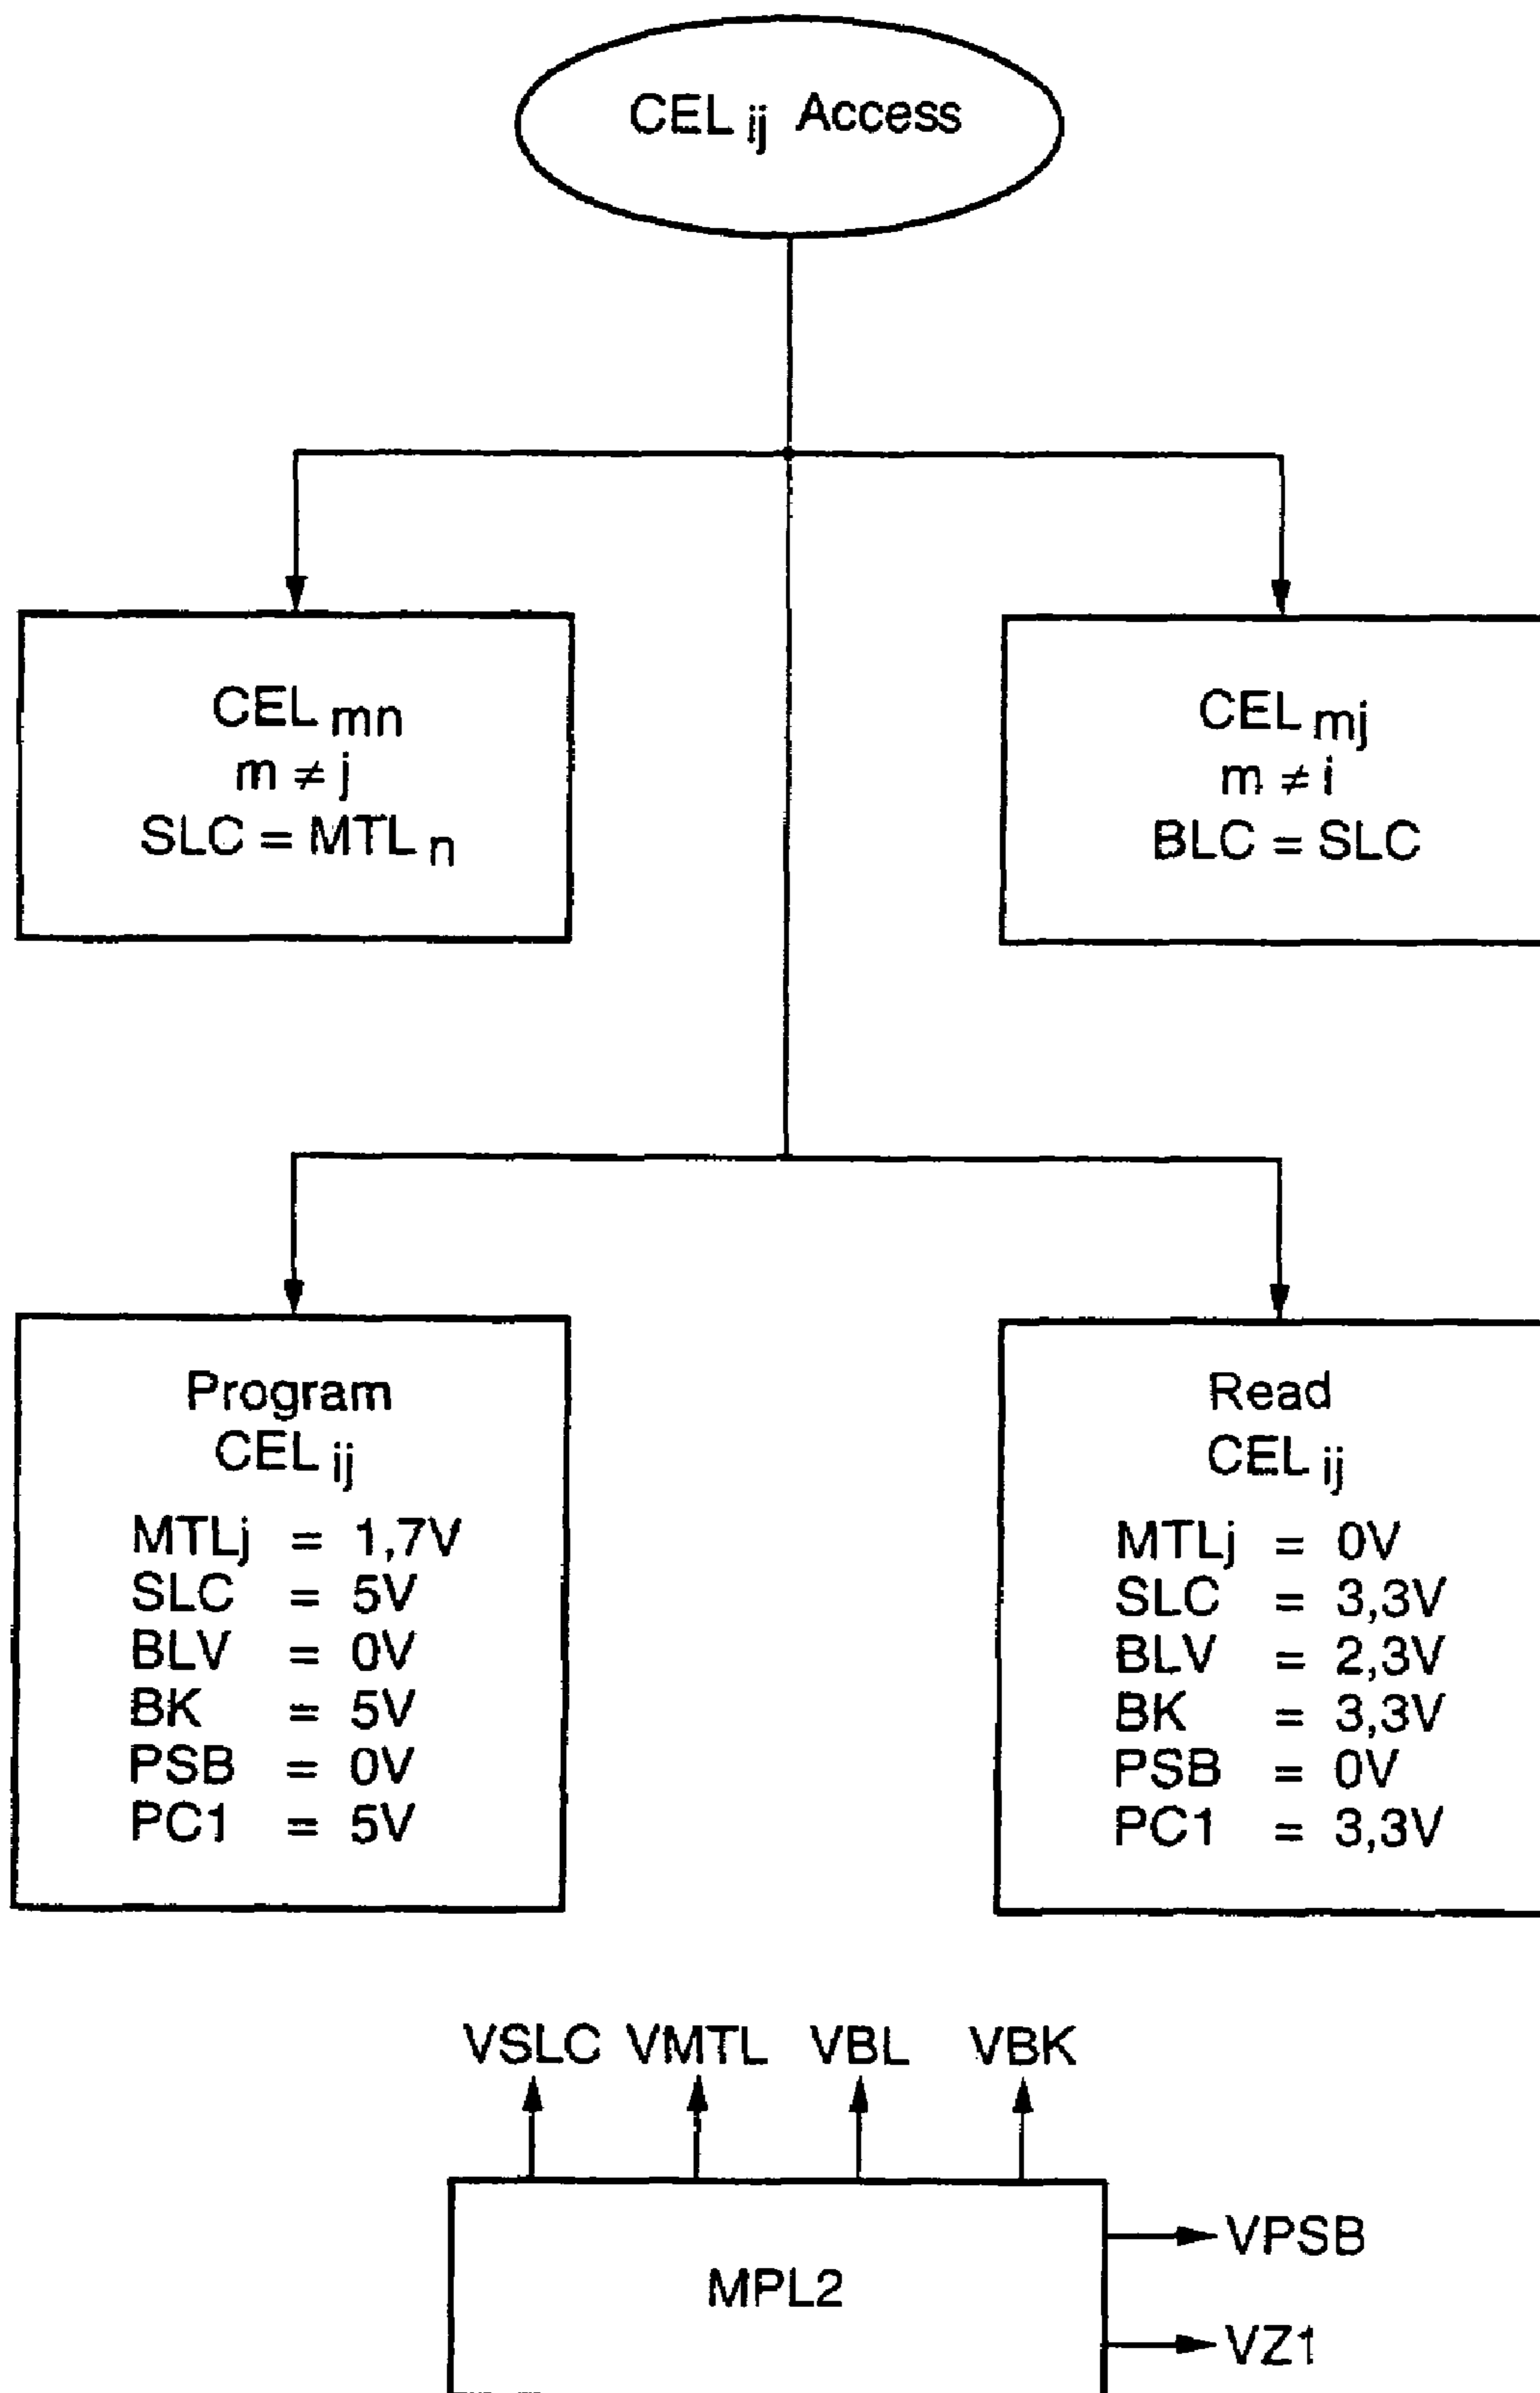 CEL ij Access
CEL mn
m ≠ j
SLC = MTL n
CEL mj
m ≠ i
BLC = SLC
Program
CEL ij
MTLj = 1,7V
SLC = 5V
BLV = 0V
BK = 5V
PSB = 0V
PC1 = 5V
Read
CEL ij
MTLj = 0V
SLC = 3,3V
BLV = 2,3V
BK = 3,3V
PSB = 0V
PC1 = 3,3V
VSLC VMTL VBL VBK
VPSB
MPL2
VZ1